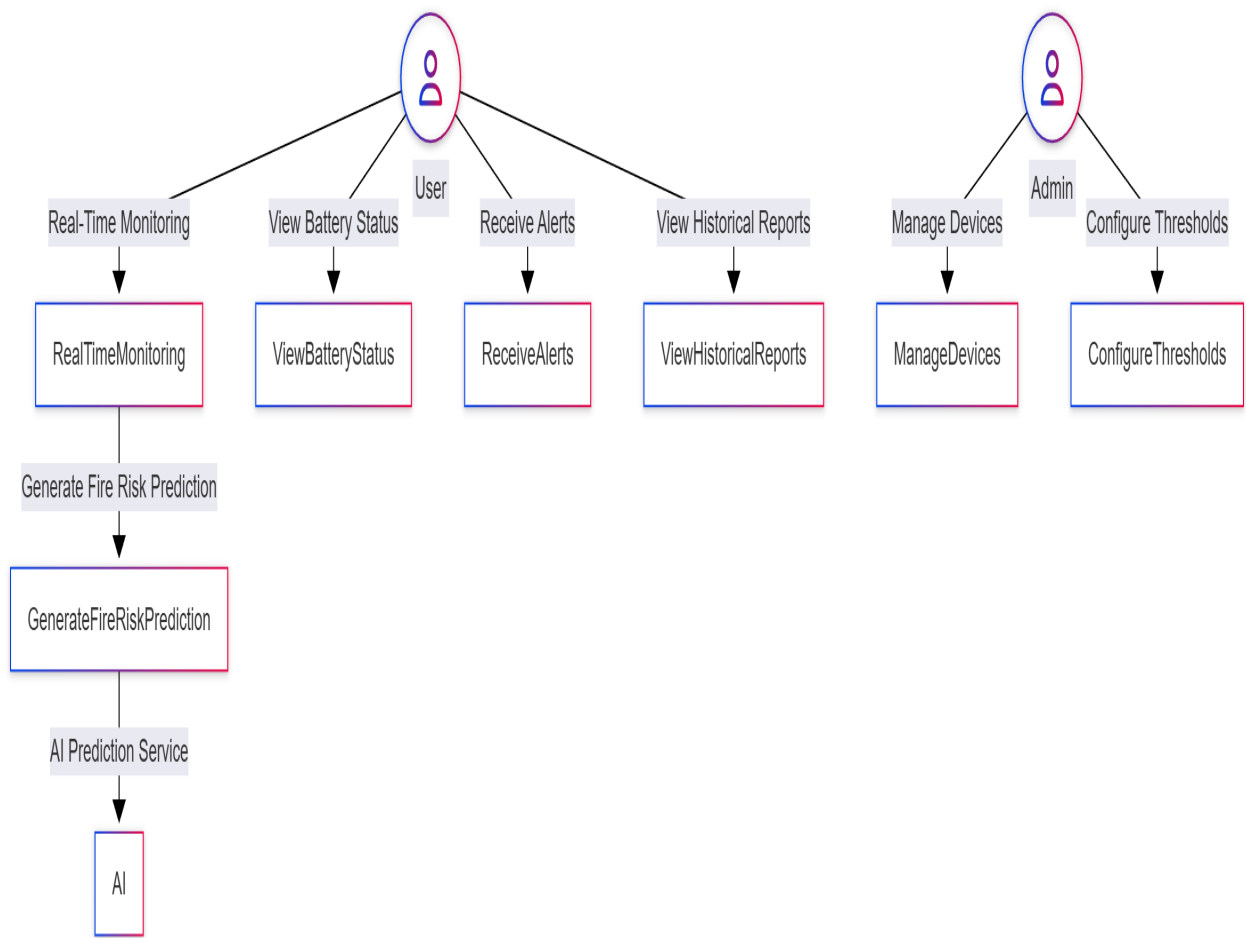 User
Admin
Real-Time Monitoring
View Battery Status
Receive Alerts
View Historical Reports
Manage Devices
Configure Thresholds
RealTimeMonitoring
ViewBatteryStatus
ReceiveAlerts
ViewHistoricalReports
ManageDevices
ConfigureThresholds
Generate Fire Risk Prediction
GenerateFireRiskPrediction
AI Prediction Service
AI